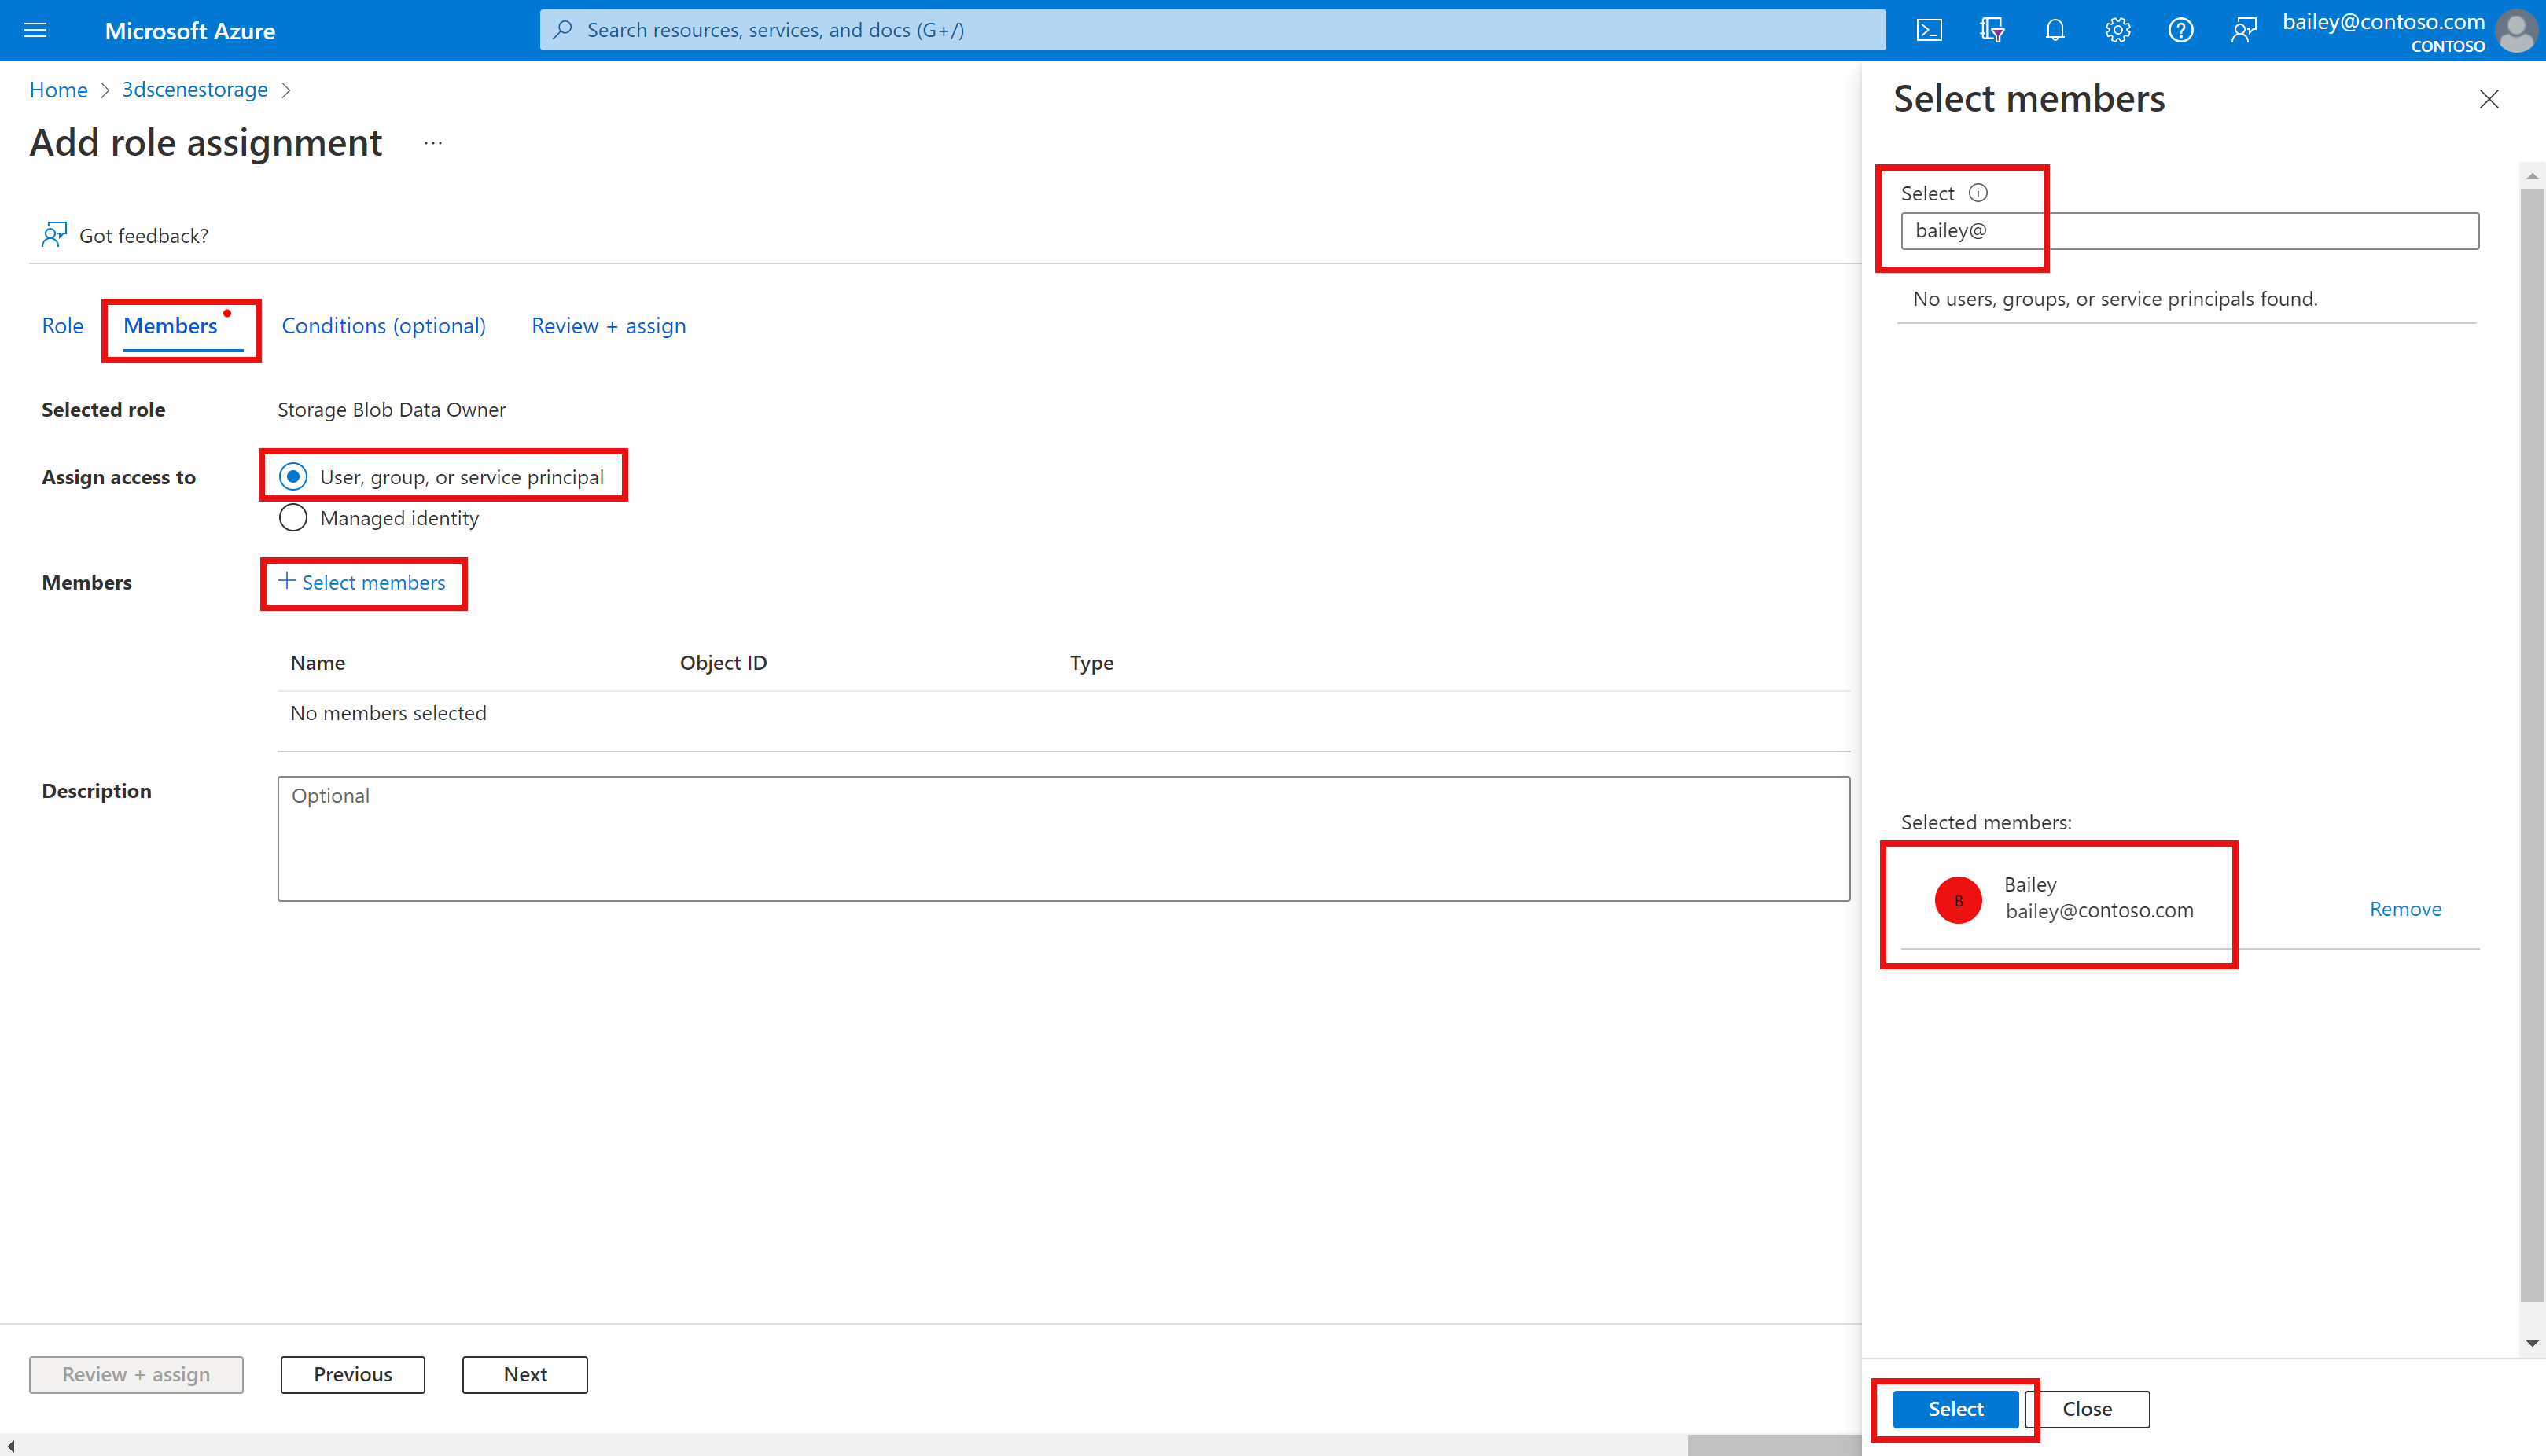 Microsoft Azure
Search resources, services, and docs (G+/)
bailey@contoso.com
CONTOSO
Home
3dscenestorage
Add role assignment
...
Got feedback?
Role
Members
Conditions (optional)
Review + assign
Selected role
Storage Blob Data Owner
Assign access to
User, group, or service principal
Managed identity
Members
+ Select members
Name
Object ID
Type
No members selected
Description
Optional
Review + assign
Previous
Next
Select members
Select
bailey@
No users, groups, or service principals found.
Selected members:
B
Bailey
bailey@contoso.com
Remove
Select
Close